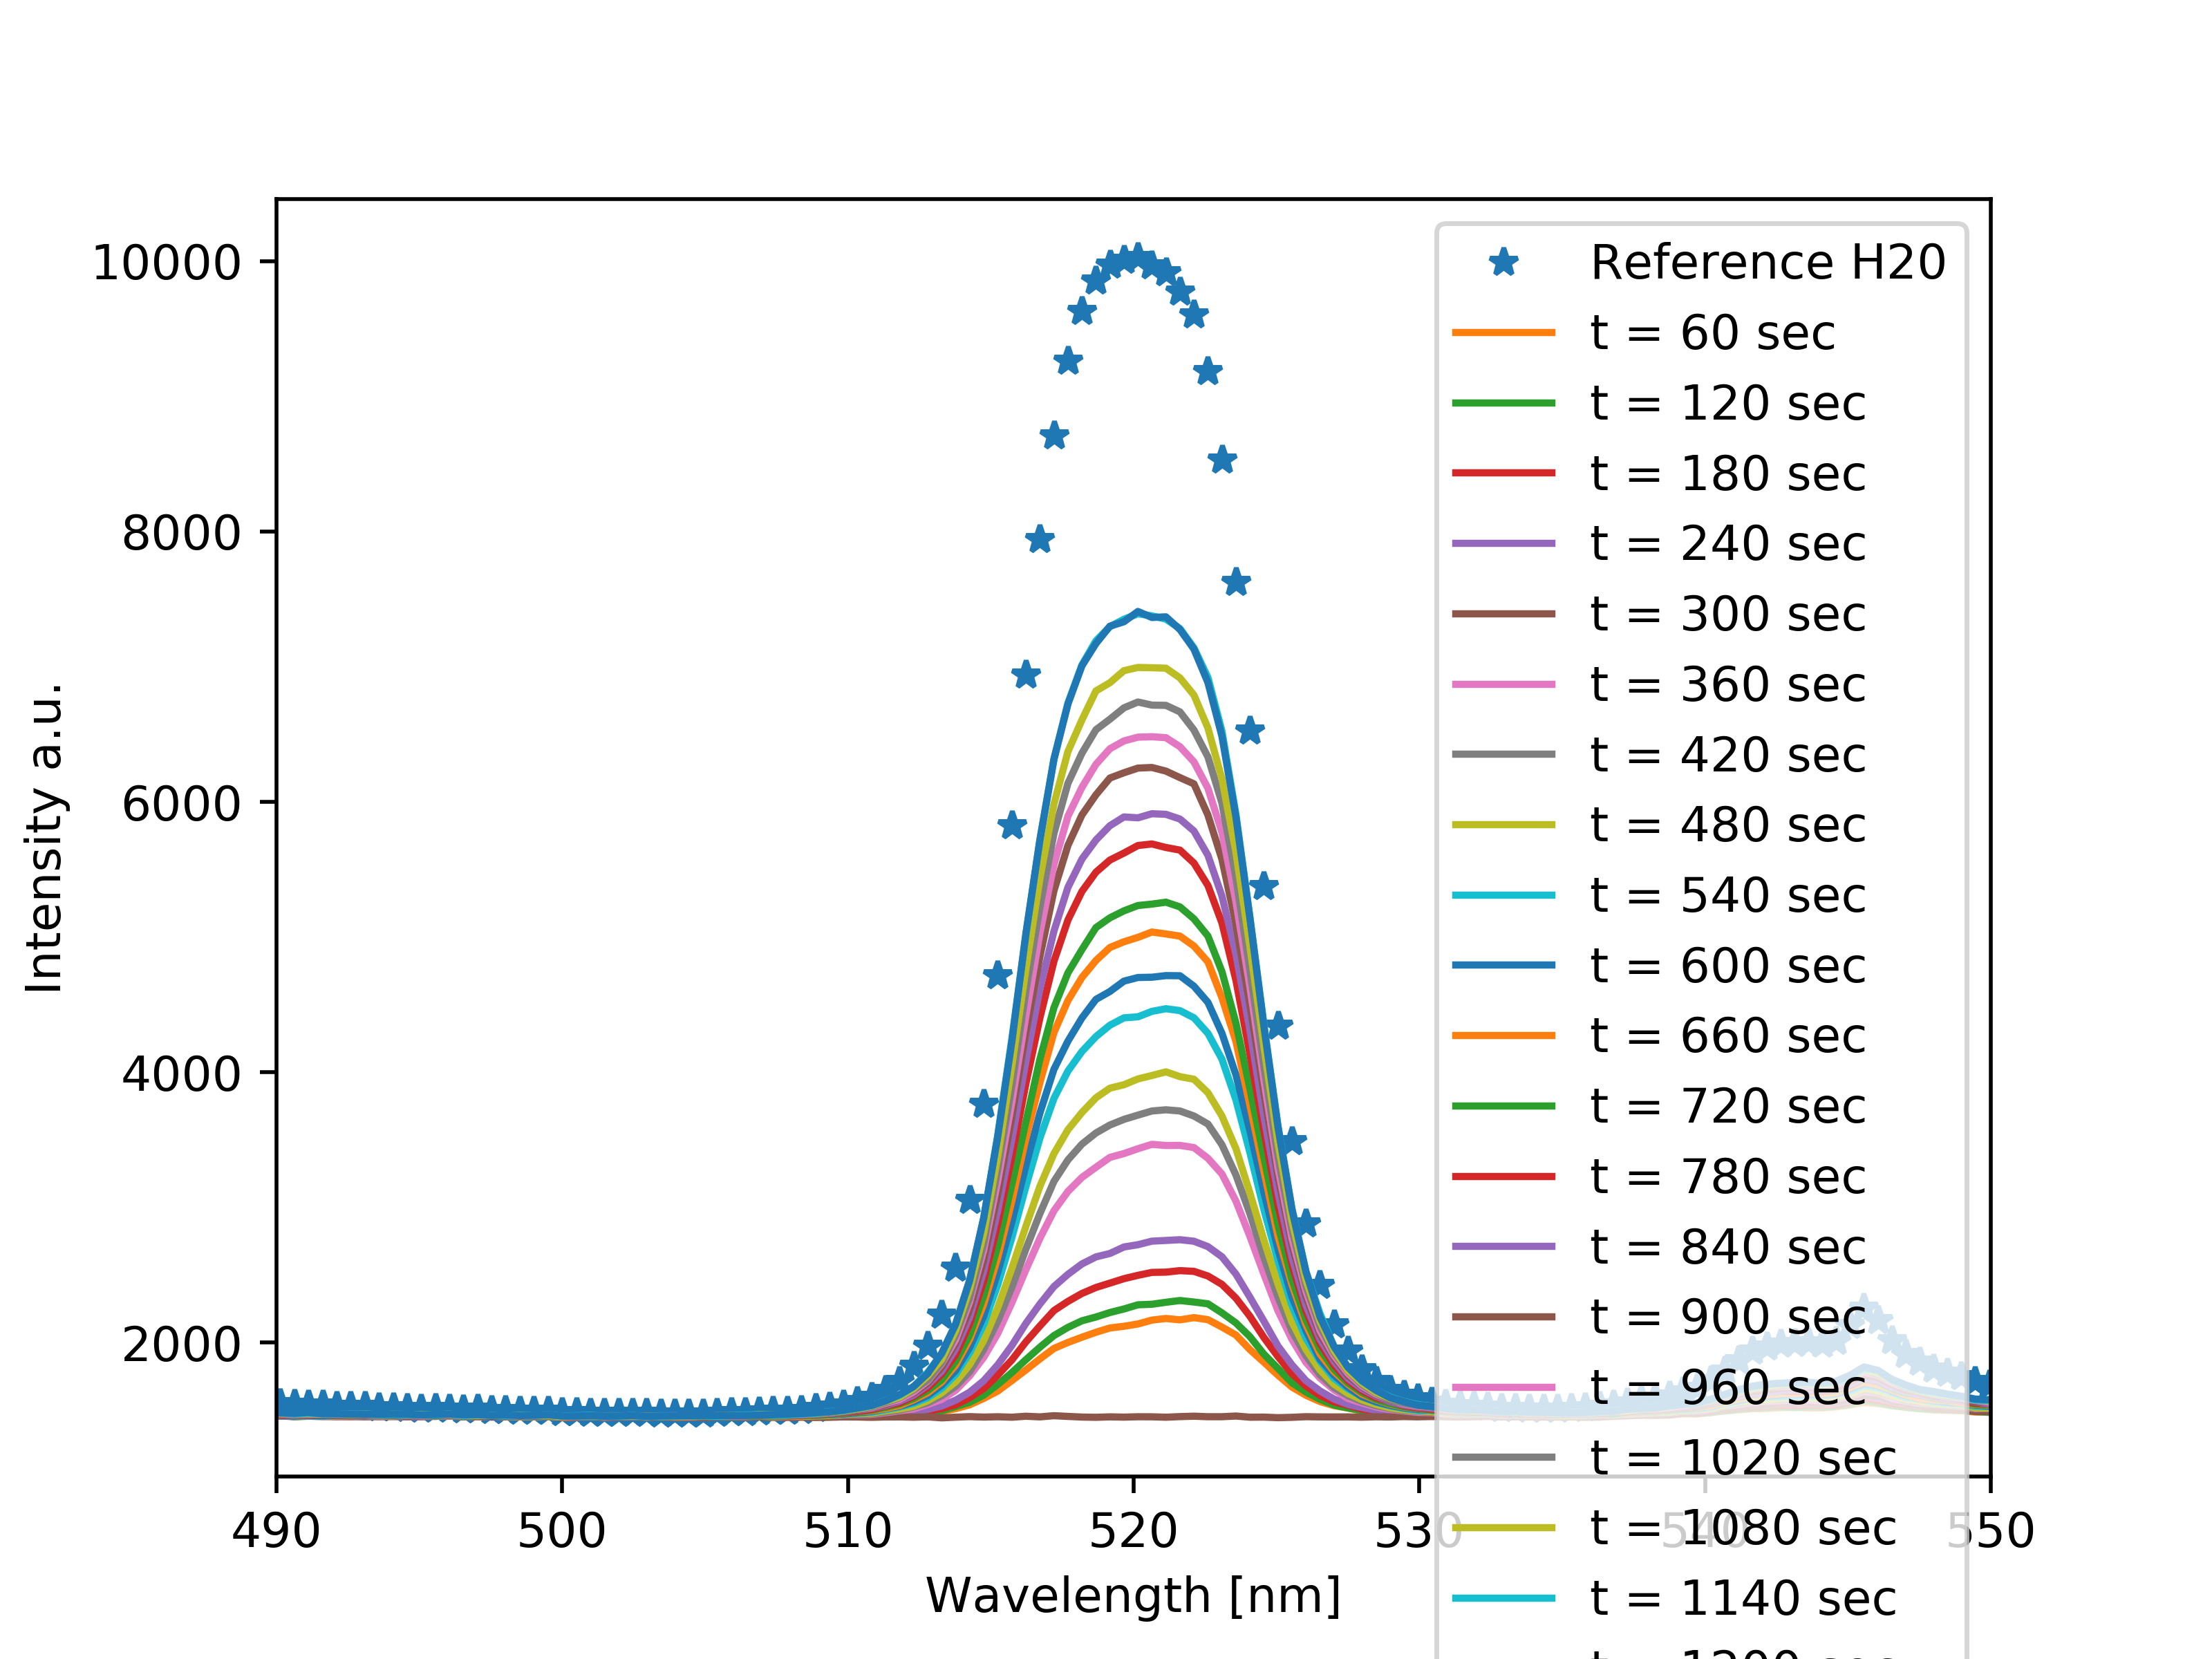 10000
8000
6000
4000
2000
Intensity a.u.
490 500 510 520 530 540 550
Wavelength [nm]
Reference H20
t = 60 sec
t = 120 sec
t = 180 sec
t = 240 sec
t = 300 sec
t = 360 sec
t = 420 sec
t = 480 sec
t = 540 sec
t = 600 sec
t = 660 sec
t = 720 sec
t = 780 sec
t = 840 sec
t = 900 sec
t = 960 sec
t = 1020 sec
t = 1080 sec
t = 1140 sec